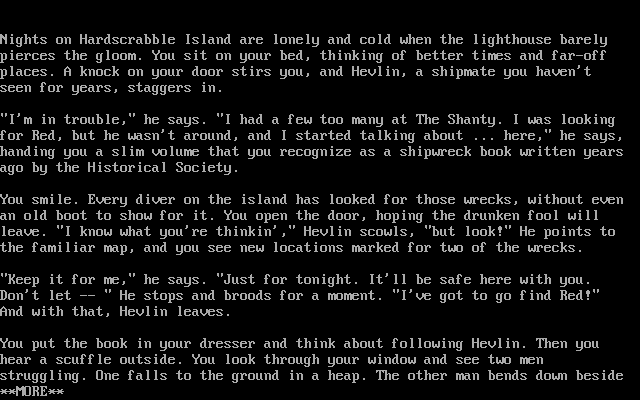 Nights on Hardscrabble Island are lonely and cold when the lighthouse barely
pierces the gloom. You sit on your bed, thinking of better times and far-off
places. A knock on your door stirs you, and Hevlin, a shipmate you haven't
seen for years, staggers in.
"I'm in trouble," he says. "I had a few too many at The Shanty. I was looking
for Red, but he wasn't around, and I started talking about ... here," he says,
handing you a slim volume that you recognize as a shipwreck book written years
ago by the Historical Society.
You smile. Every diver on the island has looked for those wrecks, without even
an old boot to show for it. You open the door, hoping the drunken fool will
leave. "I know what you're thinkin'," Hevlin scowls, "but look!" He points to
the familiar map, and you see new locations marked for two of the wrecks.
"Keep it for me," he says. "Just for tonight. It'll be safe here with you.
Don't let -- " He stops and broods for a moment. "I've got to go find Red!"
And with that, Hevlin leaves.
You put the book in your dresser and think about following Hevlin. Then you
hear a scuffle outside. You look through your window and see two men
struggling. One falls to the ground in a heap. The other man bends down beside
**MORE**